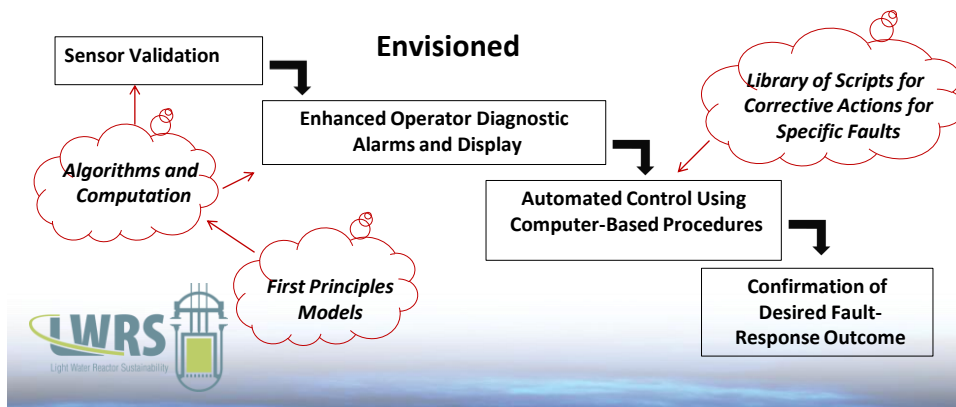 Envisioned
Sensor Validation
Enhanced Operator Diagnostic
Alarms and Display
Library of Scripts for
Corrective Actions for
Specific Faults
Algorithms and
Computation
Automated Control Using
Computer-Based Procedures
First Principles
Models
Confirmation of
Desired Fault-
Response Outcome
LWRS
Light Water Reactor Sustainability